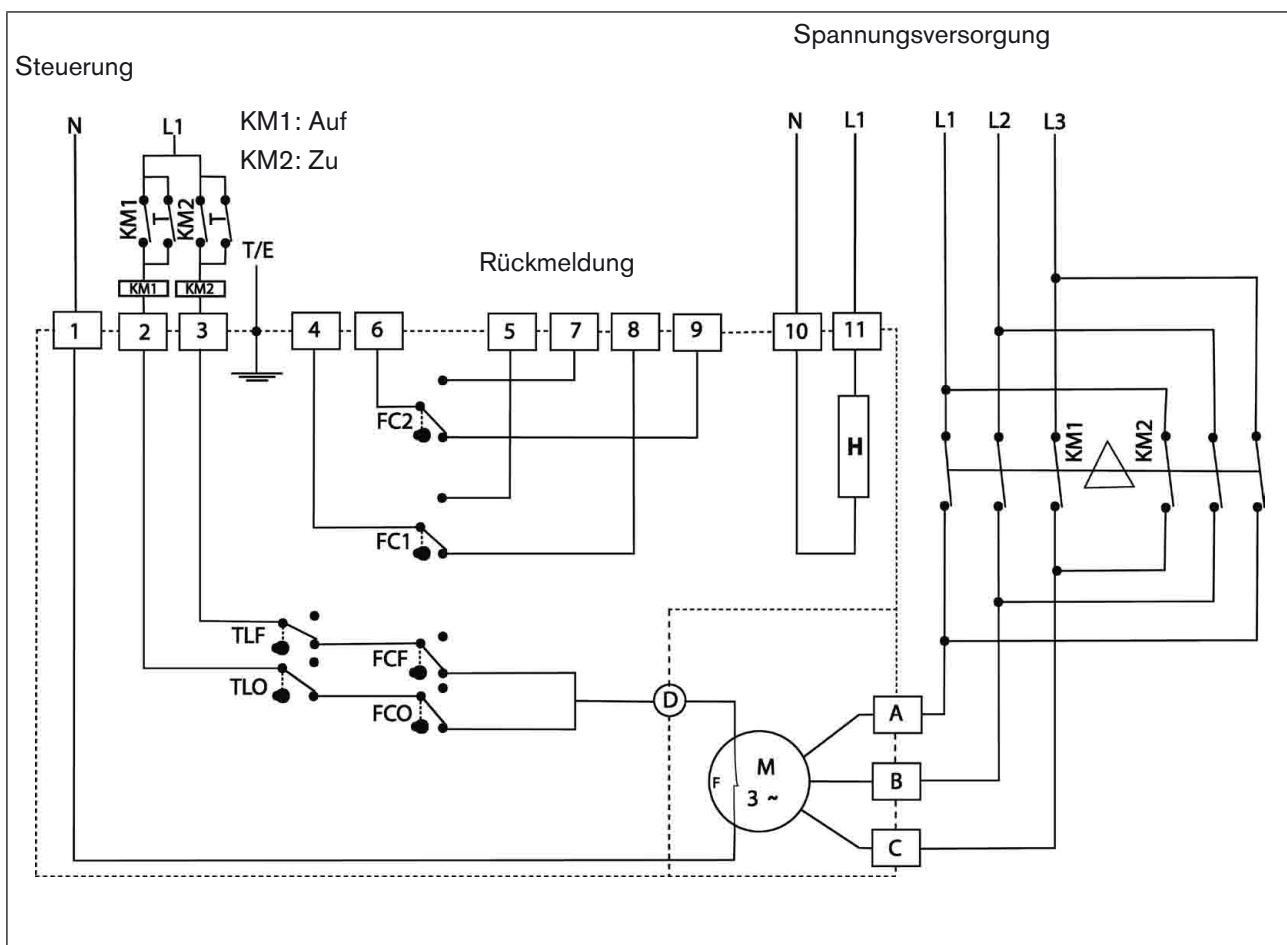 Spannungsversorgung
Steuerung
KM1: Auf
KM2: Zu
N L1 N L1 L1 L2 L3
KM1 T KM2 T
T/E
Rückmeldung
KM1 KM2
1 2 3 4 6 5 7 8 9 10 11
FC2
H
KM1 KM2
FC1
TLF
FCF
TLO
FCO
D
A
M
F
3 ~
B
C